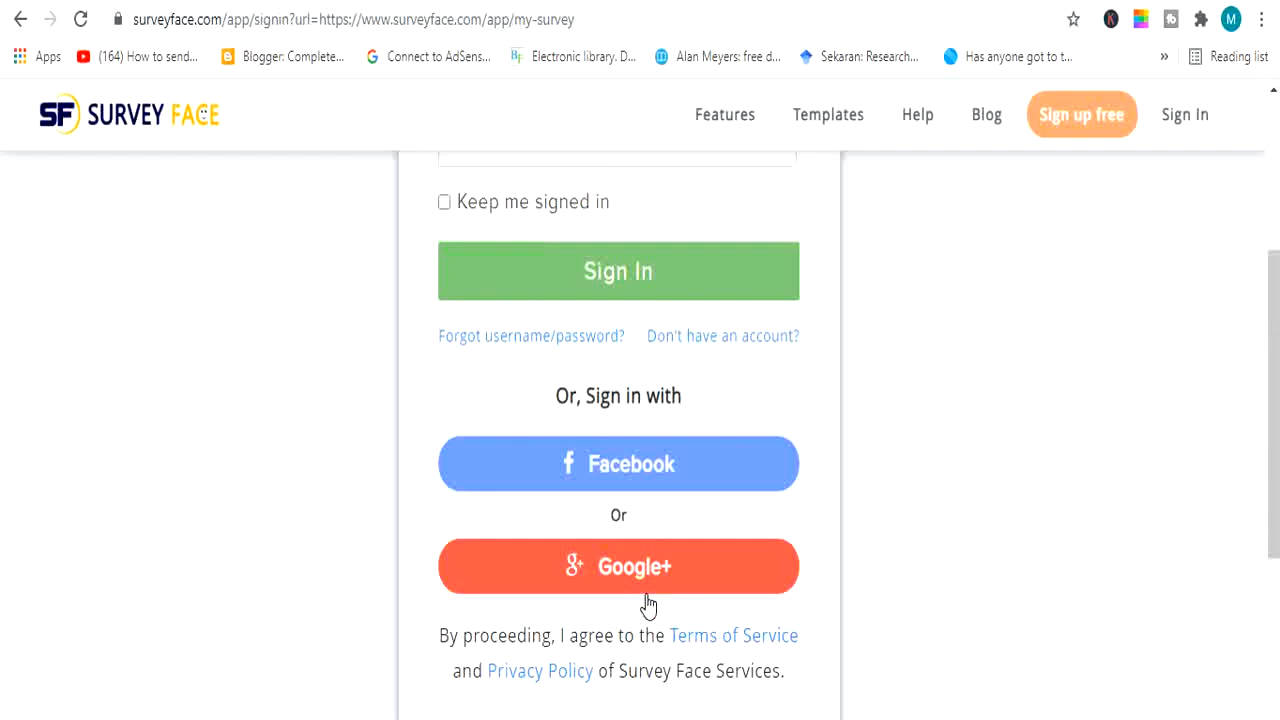 surveyface.com/app/signin?url=https://www.surveyface.com/app/my-survey
K M
Apps (164) How to send... Blogger: Complete... Connect to AdSens... Electronic library. D... Alan Meyers: free d... Sekaran: Research... Has anyone got to t... » Reading list
SF SURVEY FACE Features Templates Help Blog Sign up free Sign In
Keep me signed in
Sign In
Forgot username/password? Don't have an account?
Or, Sign in with
f Facebook
Or
g+ Google+
By proceeding, I agree to the Terms of Service
and Privacy Policy of Survey Face Services.